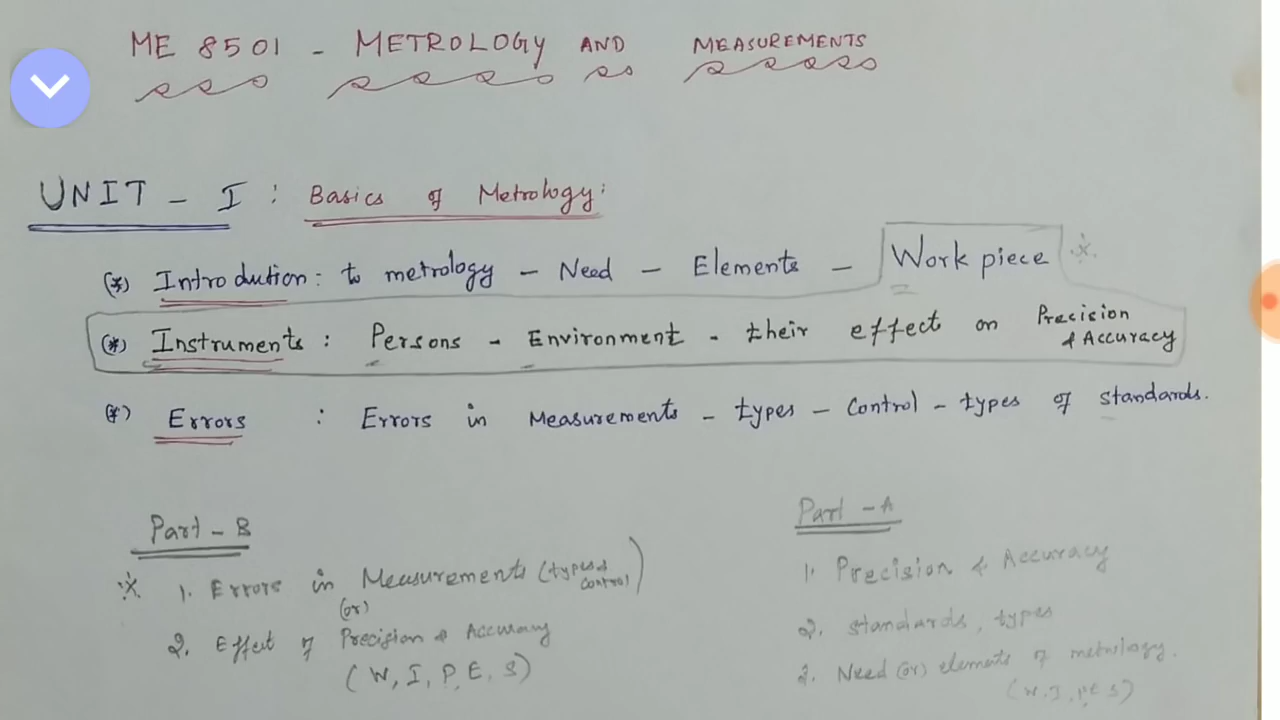 ME 8501 - METROLOGY AND MEASUREMENTS
UNIT - I : Basics of Metrology:
(*) Introdution: to metrology - Need - Elements - Work piece
(*) Instruments: Persons - Environment - their effect on Precision & Accuracy
(*) Errors : Errors in Measurements - types - Control - types of standards.
Part - B
1. Errors in Measurements (types & control)
(or)
2. Effect of Precision & Accuracy
(W, I, P, E, S)
Part - A
1. Precision & Accuracy
2. standards, types
2. Need (or) elements of metrology.
(W, I, P E S)